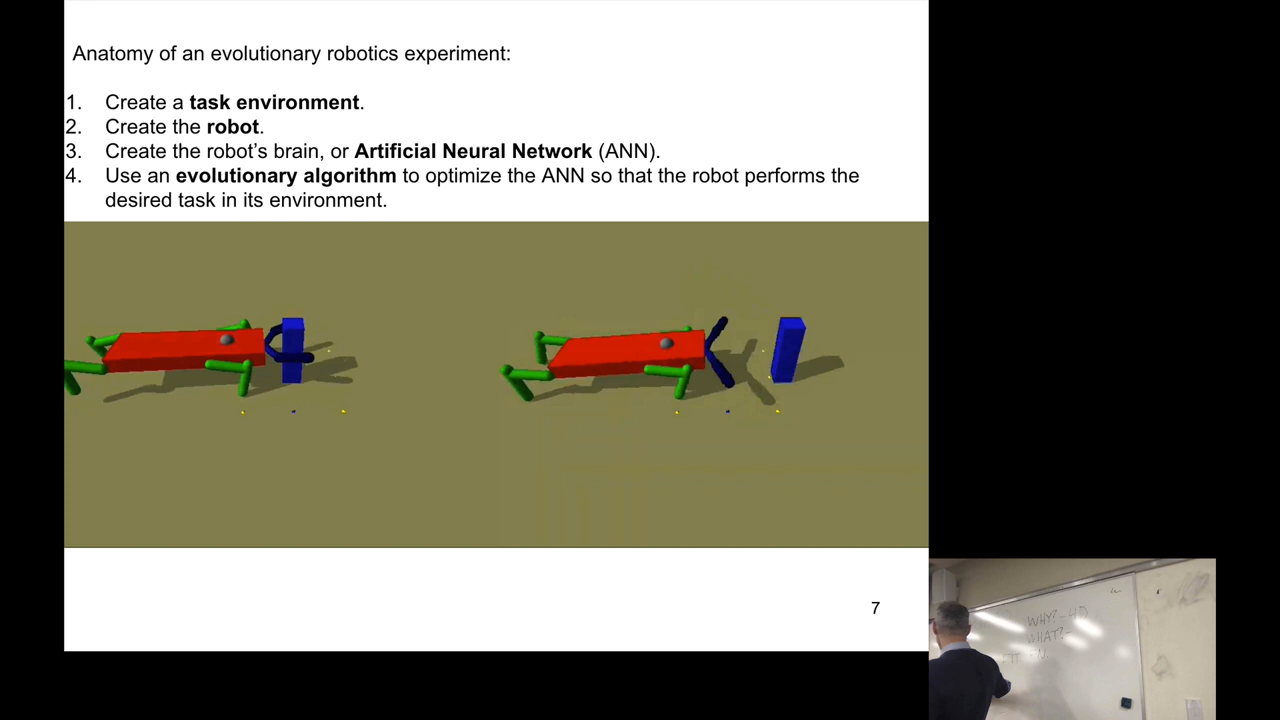 Anatomy of an evolutionary robotics experiment:
1. Create a task environment.
2. Create the robot.
3. Create the robot’s brain, or Artificial Neural Network (ANN).
4. Use an evolutionary algorithm to optimize the ANN so that the robot performs the
desired task in its environment.
7
WHY?-
WHAT?-